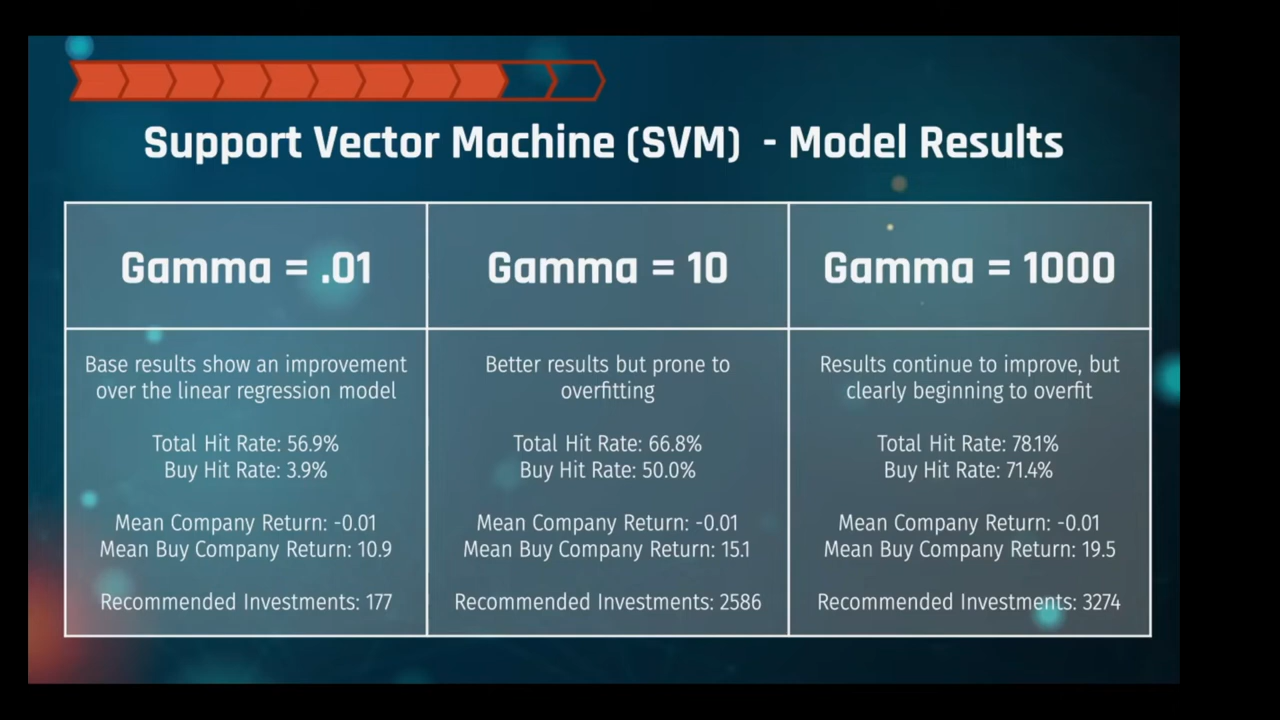 Support Vector Machine (SVM) - Model Results
Gamma = .01
Base results show an improvement
over the linear regression model
Total Hit Rate: 56.9%
Buy Hit Rate: 3.9%
Mean Company Return: -0.01
Mean Buy Company Return: 10.9
Recommended Investments: 177
Gamma = 10
Better results but prone to
overfitting
Total Hit Rate: 66.8%
Buy Hit Rate: 50.0%
Mean Company Return: -0.01
Mean Buy Company Return: 15.1
Recommended Investments: 2586
Gamma = 1000
Results continue to improve, but
clearly beginning to overfit
Total Hit Rate: 78.1%
Buy Hit Rate: 71.4%
Mean Company Return: -0.01
Mean Buy Company Return: 19.5
Recommended Investments: 3274